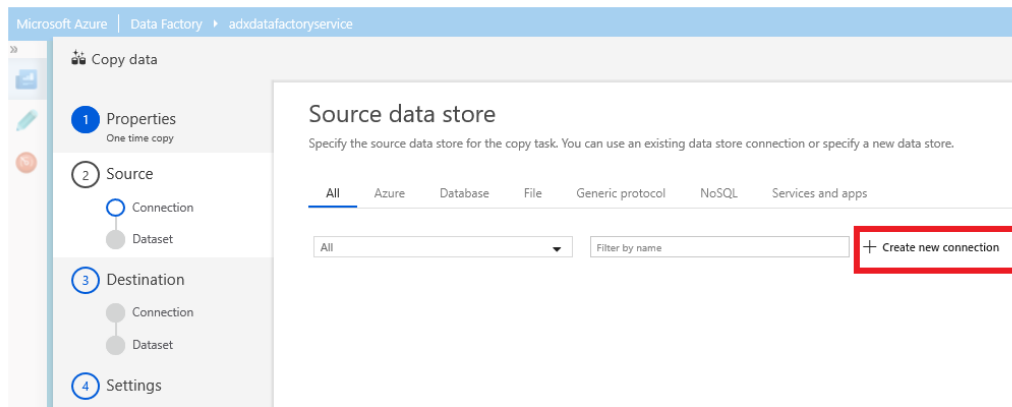 Microsoft Azure | Data Factory ▸ adxdatafactoryservice
»
Copy data
1 Properties
One time copy
2 Source
Connection
Dataset
3 Destination
Connection
Dataset
4 Settings
Source data store
Specify the source data store for the copy task. You can use an existing data store connection or specify a new data store.
All Azure Database File Generic protocol NoSQL Services and apps
All Filter by name + Create new connection